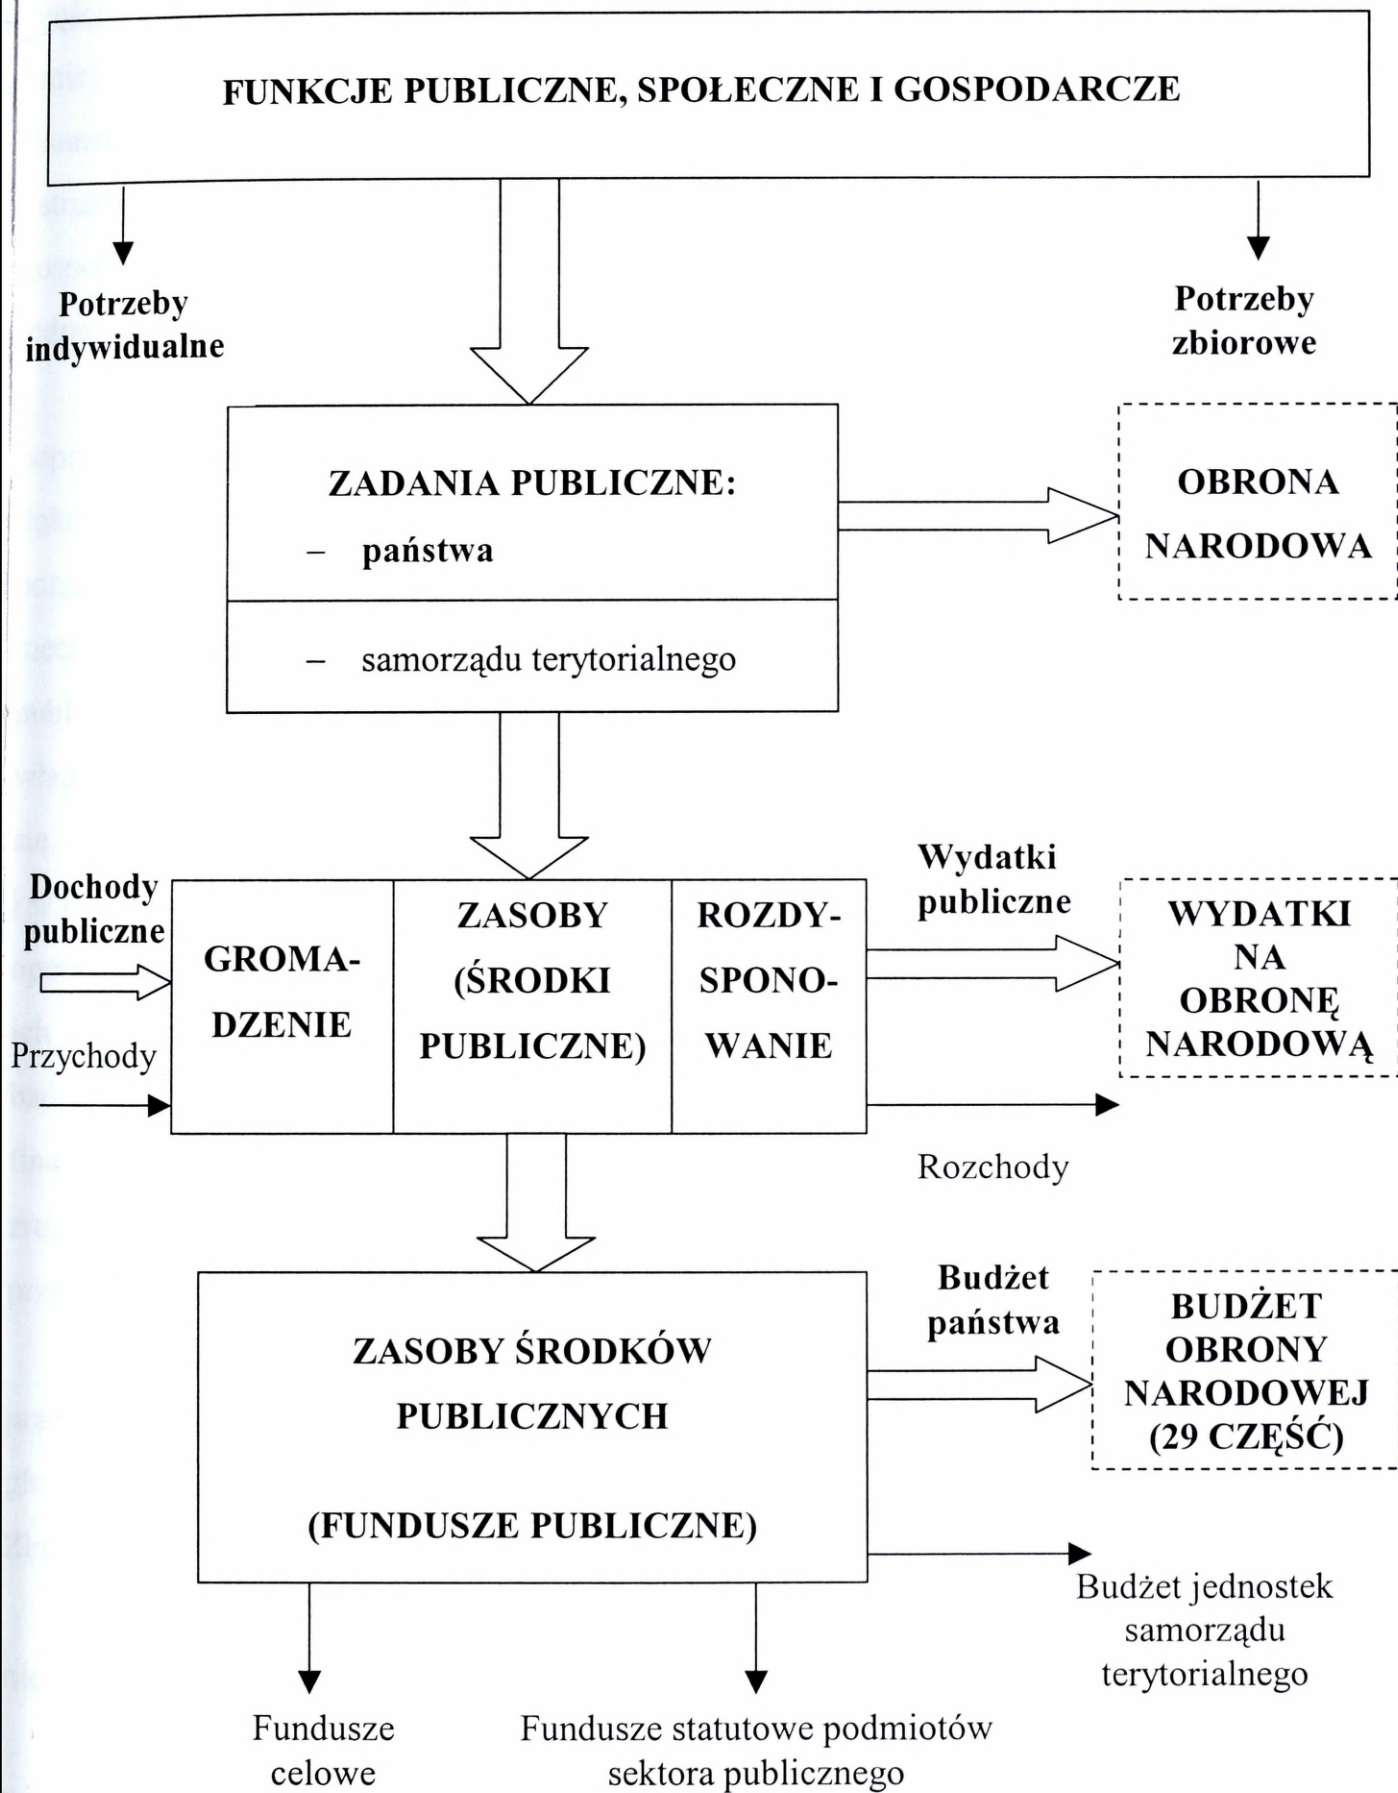 FUNKCJE PUBLICZNE, SPOŁECZNE I GOSPODARCZE
Potrzeby
indywidualne
Potrzeby
zbiorowe
ZADANIA PUBLICZNE:
– państwa
– samorządu terytorialnego
OBRONA
NARODOWA
Dochody
publiczne
Przychody
GROMA-
DZENIE
ZASOBY
(ŚRODKI
PUBLICZNE)
ROZDY-
SPONO-
WANIE
Wydatki
publiczne
WYDATKI
NA
OBRONĘ
NARODOWĄ
Rozchody
ZASOBY ŚRODKÓW
PUBLICZNYCH
(FUNDUSZE PUBLICZNE)
Budżet
państwa
BUDŻET
OBRONY
NARODOWEJ
(29 CZĘŚĆ)
Budżet jednostek
samorządu
terytorialnego
Fundusze
celowe
Fundusze statutowe podmiotów
sektora publicznego